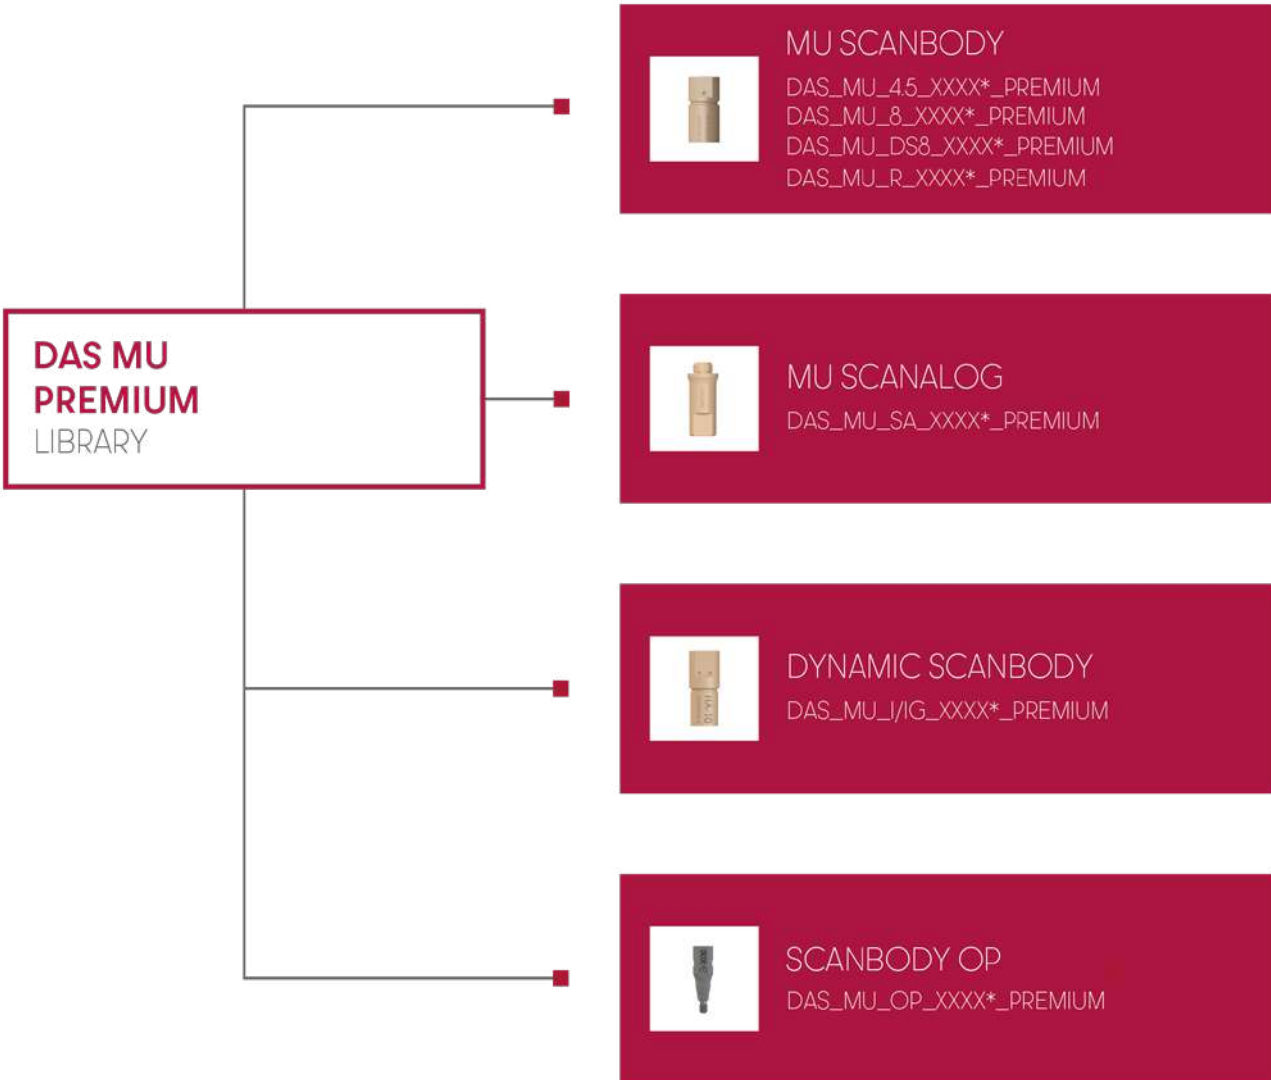 MU SCANBODY
DAS_MU_4.5_XXXX*_PREMIUM
DAS_MU_8_XXXX*_PREMIUM
DAS_MU_DS8_XXXX*_PREMIUM
DAS_MU_R_XXXX*_PREMIUM
DAS MU
PREMIUM
LIBRARY
MU SCANALOG
DAS_MU_SA_XXXX*_PREMIUM
DYNAMIC SCANBODY
DAS_MU_I/IG_XXXX*_PREMIUM
SCANBODY OP
DAS_MU_OP_XXXX*_PREMIUM